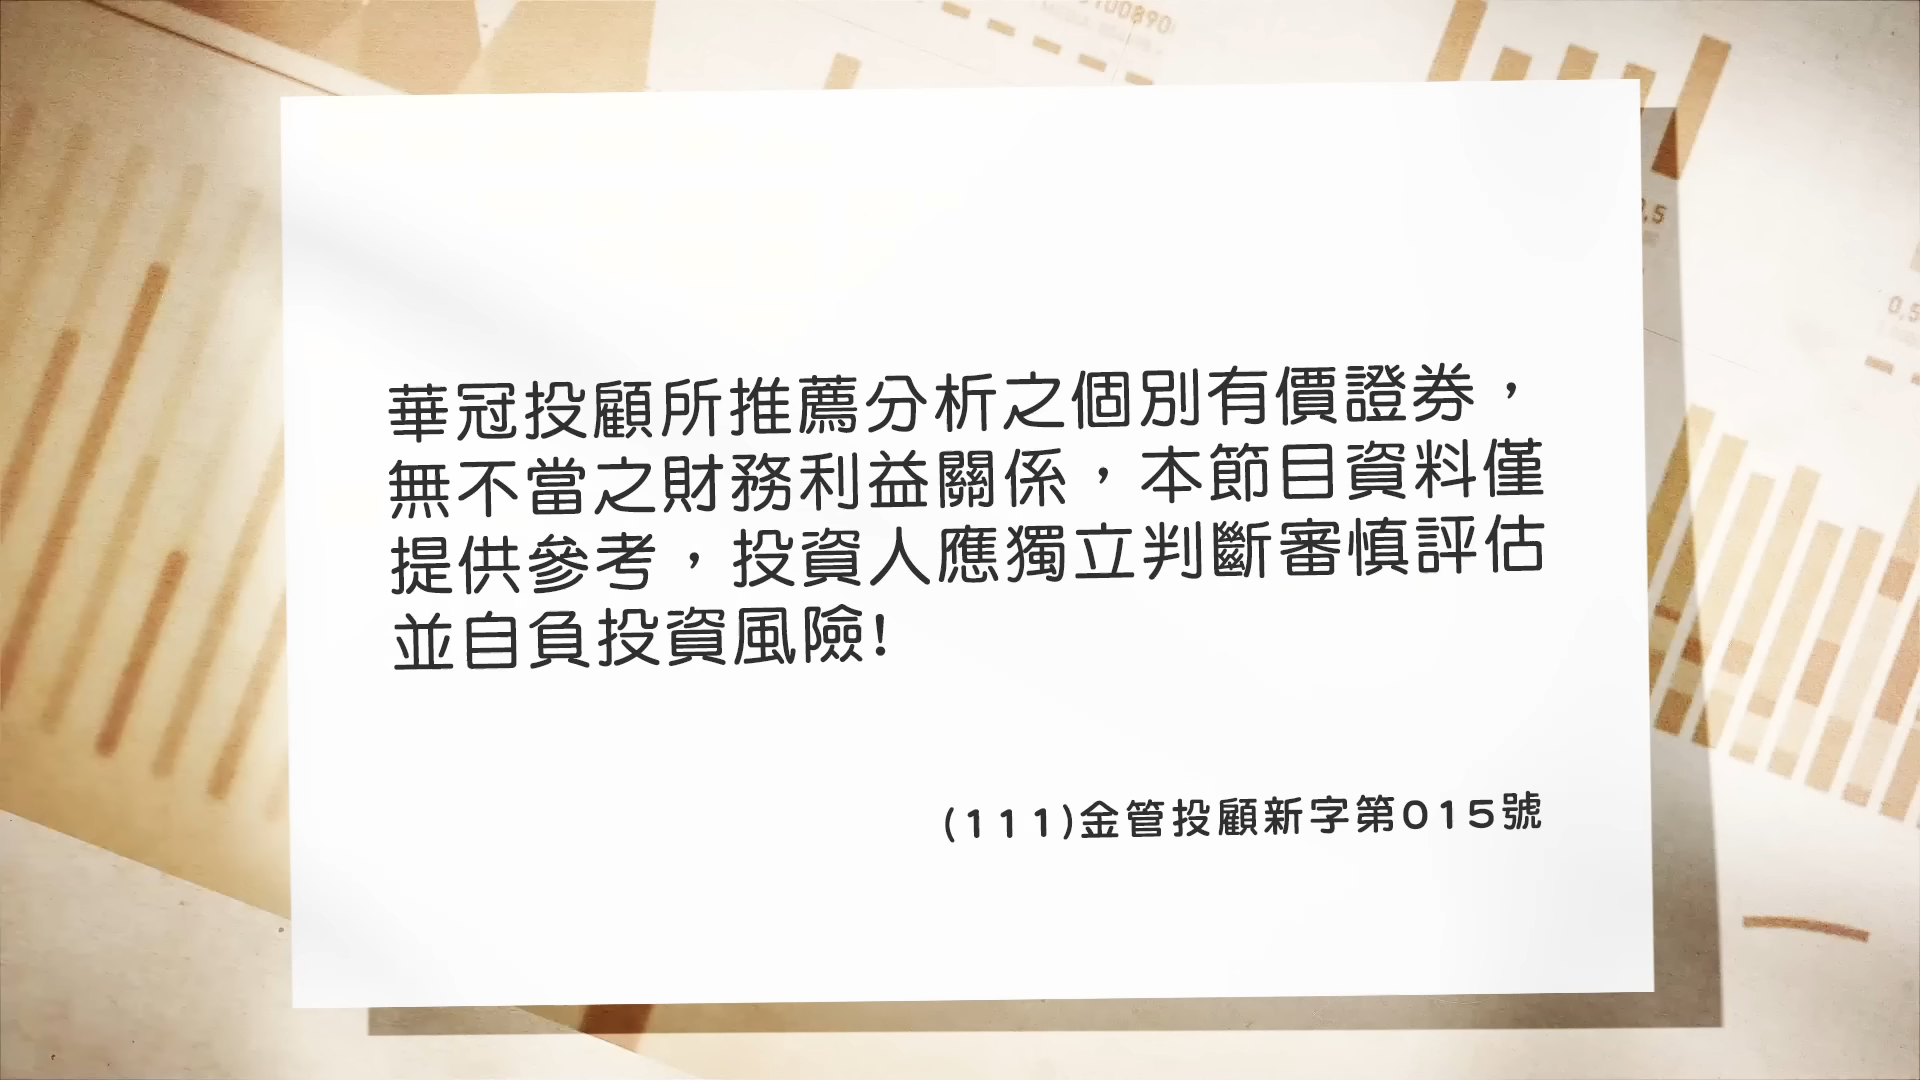 華冠投顧所推薦分析之個別有價證券，
無不當之財務利益關係，本節目資料僅
提供參考，投資人應獨立判斷審慎評估
並自負投資風險!
(111)金管投顧新字第015號